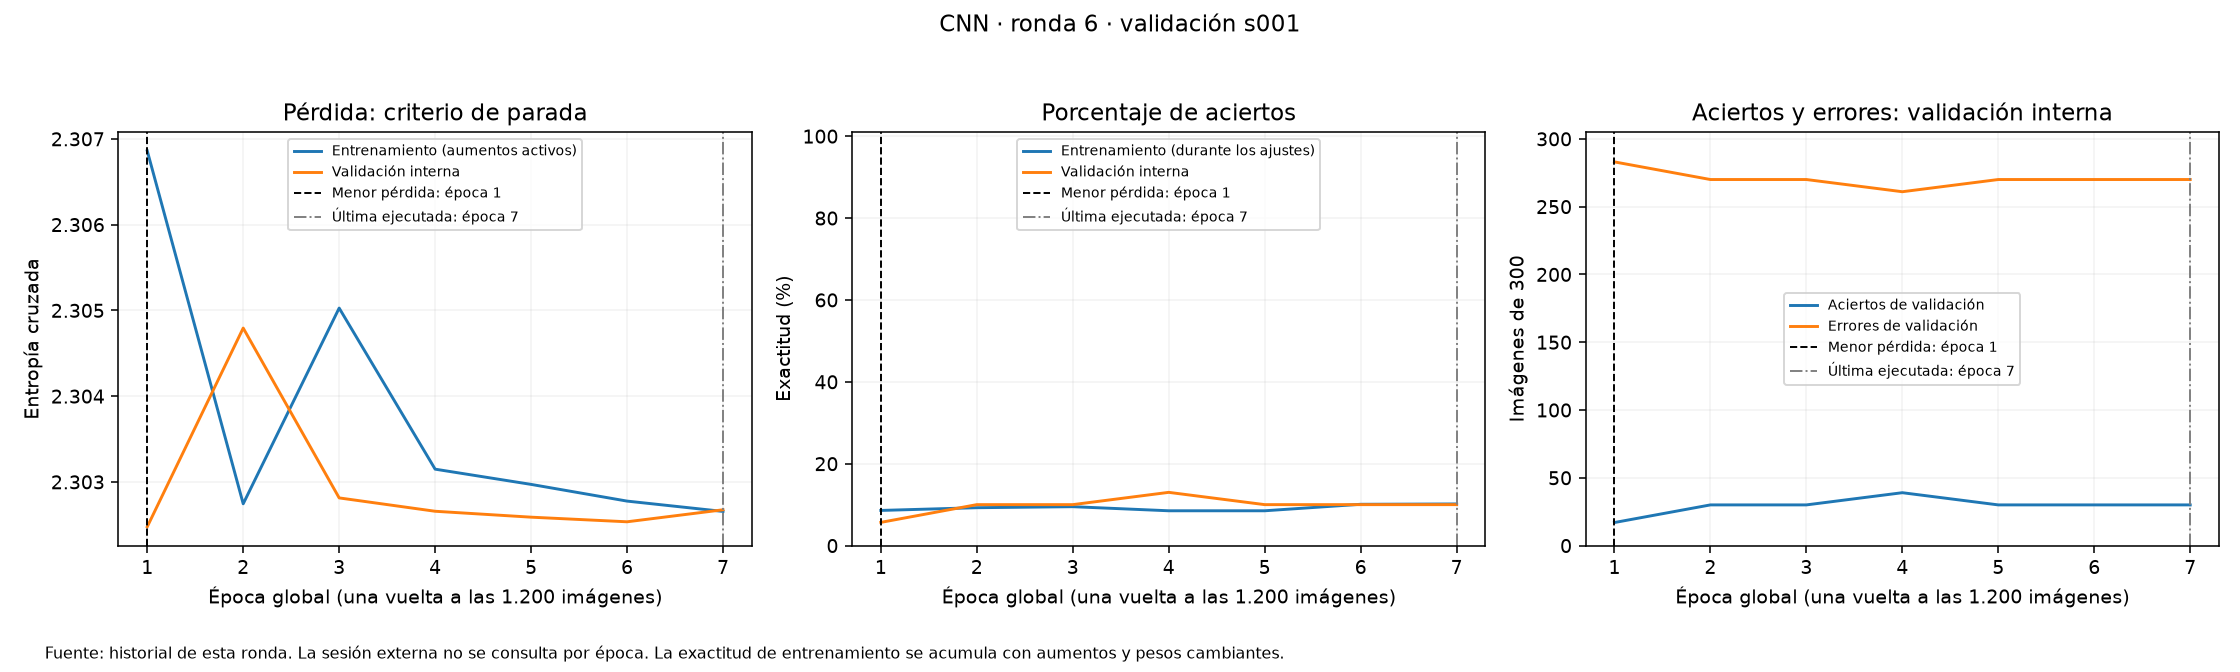 CNN · ronda 6 · validación s001
Pérdida: criterio de parada
Entropía cruzada
2.307
2.306
2.305
2.304
2.303
Entrenamiento (aumentos activos)
Validación interna
Menor pérdida: época 1
Última ejecutada: época 7
1 2 3 4 5 6 7
Época global (una vuelta a las 1.200 imágenes)
Porcentaje de aciertos
Exactitud (%)
100
80
60
40
20
0
Entrenamiento (durante los ajustes)
Validación interna
Menor pérdida: época 1
Última ejecutada: época 7
1 2 3 4 5 6 7
Época global (una vuelta a las 1.200 imágenes)
Aciertos y errores: validación interna
Imágenes de 300
300
250
200
150
100
50
0
Aciertos de validación
Errores de validación
Menor pérdida: época 1
Última ejecutada: época 7
1 2 3 4 5 6 7
Época global (una vuelta a las 1.200 imágenes)
Fuente: historial de esta ronda. La sesión externa no se consulta por época. La exactitud de entrenamiento se acumula con aumentos y pesos cambiantes.